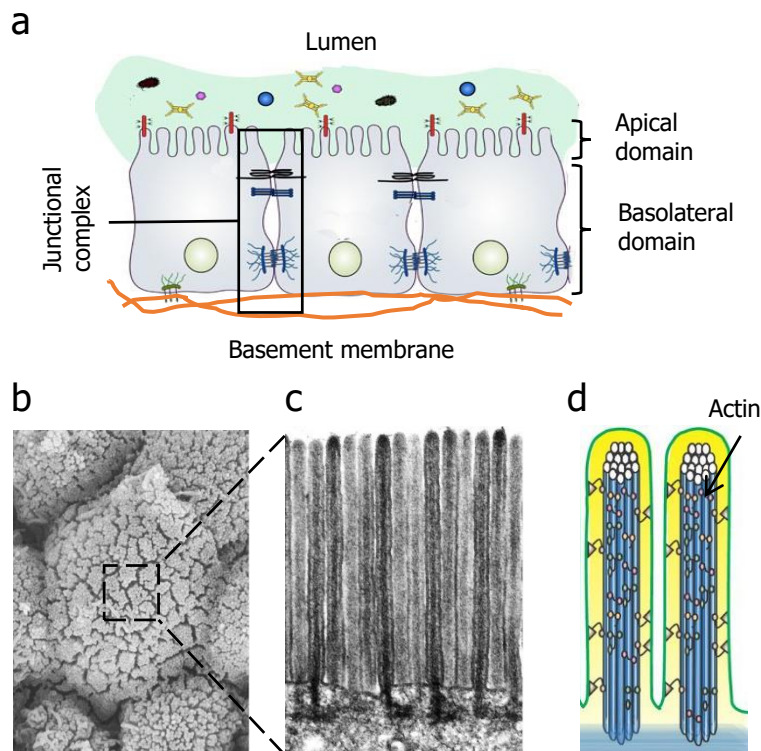 a
Lumen
Apical
domain
Junctional
complex
Basolateral
domain
Basement membrane
b
c
d
Actin